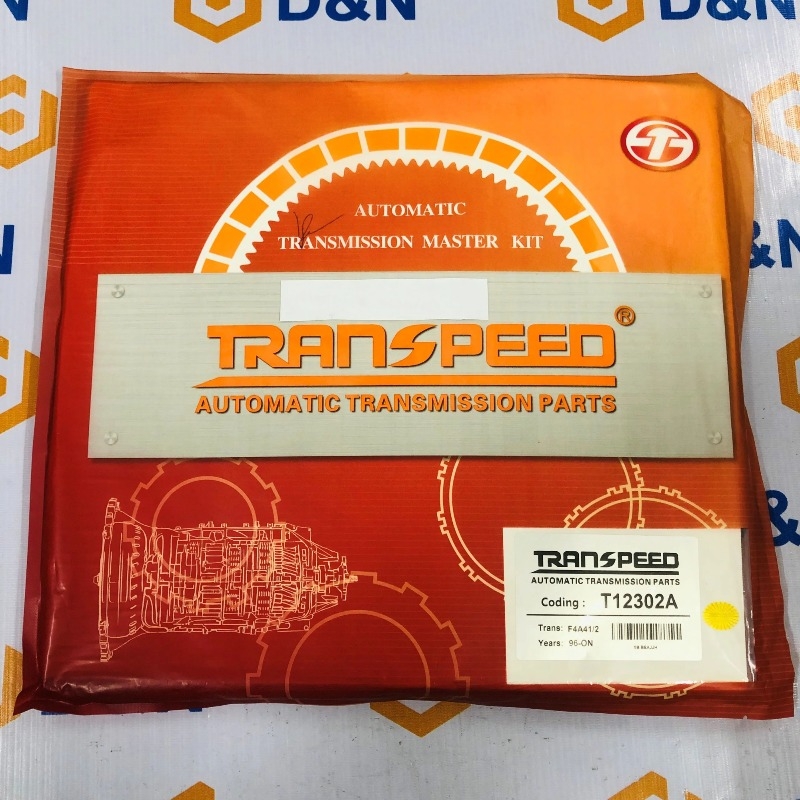 D&N
D&N
AUTOMATIC
TRANSMISSION MASTER KIT
&N
TRANSPEED®
AUTOMATIC TRANSMISSION PARTS
TRANSPEED
AUTOMATIC TRANSMISSION PARTS
Coding : T12302A
Trans: F4A41/2
Years: 96-ON